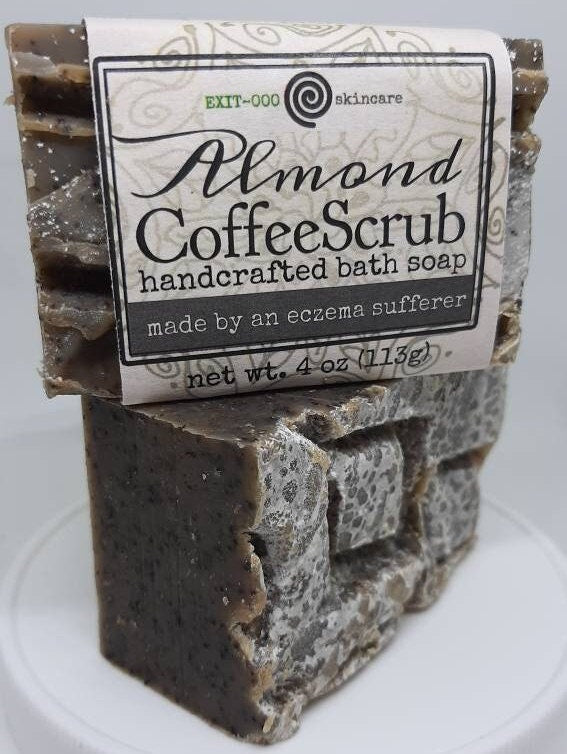 EXIT-000 skincare
Almond
CoffeeScrub
handcrafted bath soap
made by an eczema sufferer
net wt. 4 oz (113g)